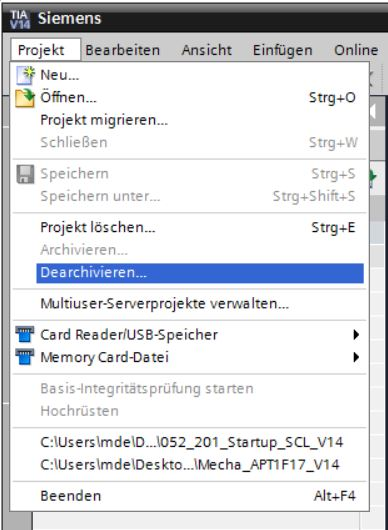 TIA V14 Siemens
Projekt Bearbeiten Ansicht Einfügen Online
Neu...
Öffnen... Strg+O
Projekt migrieren...
Schließen Strg+W
Speichern Strg+S
Speichern unter... Strg+Shift+S
Projekt löschen... Strg+E
Archivieren...
Dearchivieren...
Multiuser-Serverprojekte verwalten...
Card Reader/USB-Speicher
Memory Card-Datei
Basis-Integritätsprüfung starten
Hochrüsten
C:\Users\mde\D...\052_201_Startup_SCL_V14
C:\Users\mde\Deskto...\Mecha_APT1F17_V14
Beenden Alt+F4